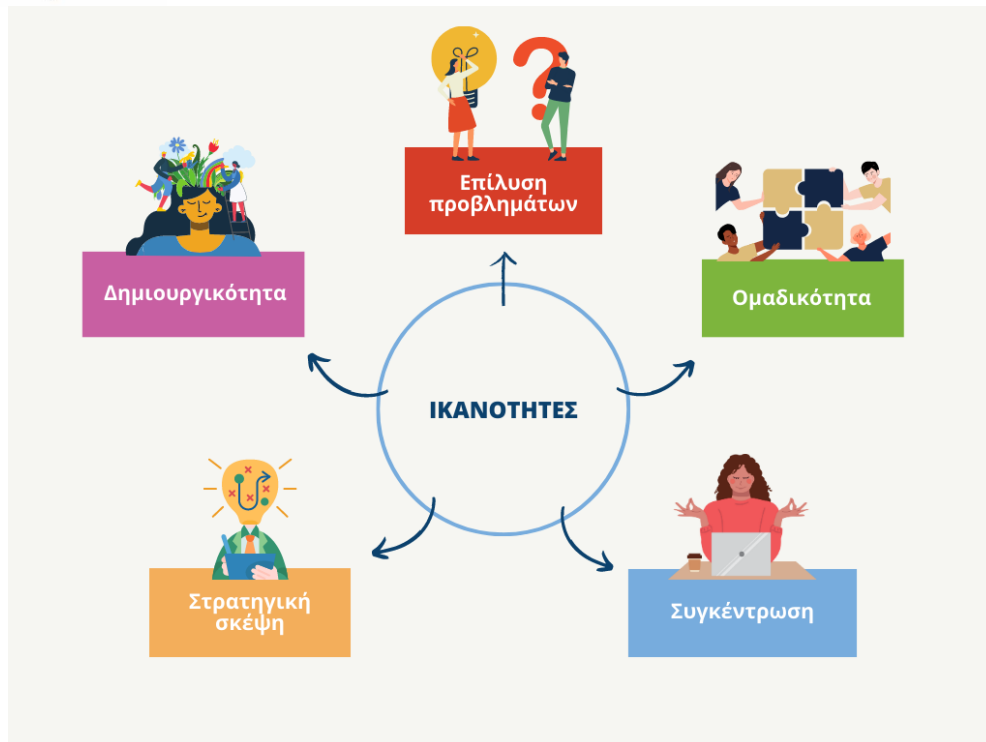 Επίλυση
προβλημάτων
Δημιουργικότητα
Ομαδικότητα
ΙΚΑΝΟΤΗΤΕΣ
Στρατηγική
σκέψη
Συγκέντρωση